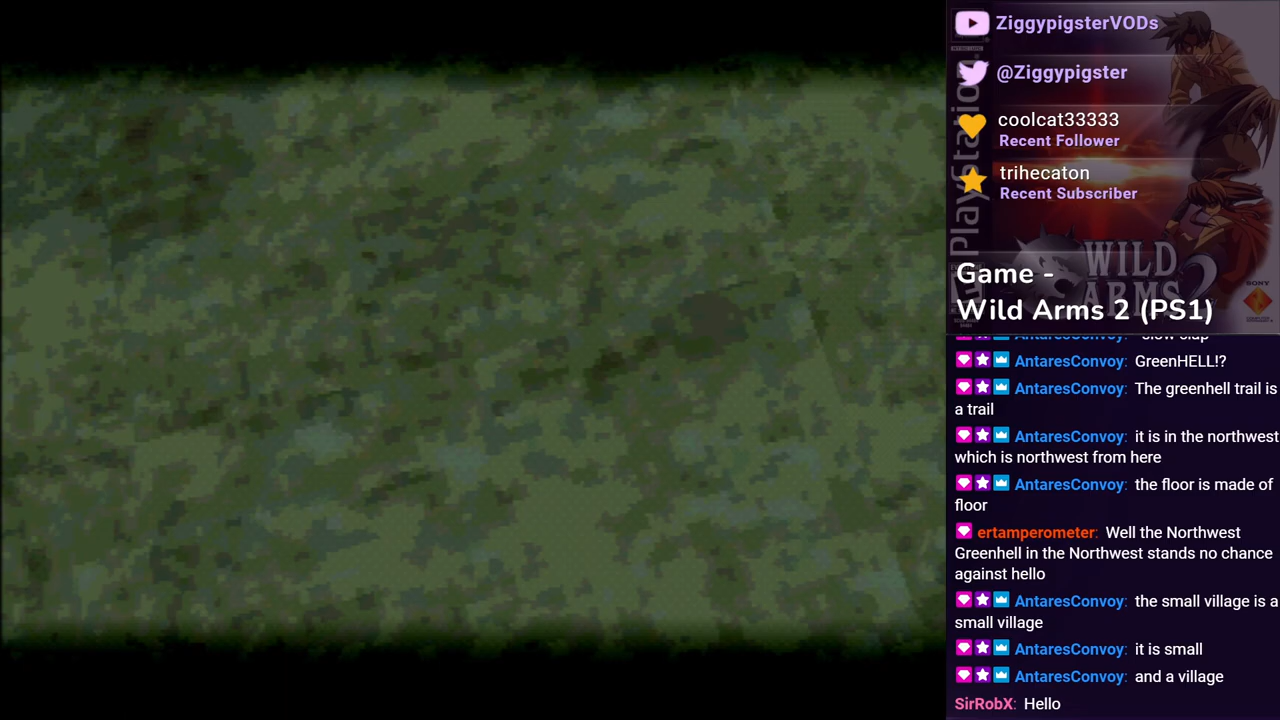 ZiggypigsterVODs
@Ziggypigster
coolcat33333
Recent Follower
trihecaton
Recent Subscriber
PlayStation
WILD
ARMS 2
SONY
Game -
Wild Arms 2 (PS1)
AntaresConvoy: GreenHELL!?
AntaresConvoy: The greenhell trail is
a trail
AntaresConvoy: it is in the northwest
which is northwest from here
AntaresConvoy: the floor is made of
floor
ertamperometer: Well the Northwest
Greenhell in the Northwest stands no chance
against hello
AntaresConvoy: the small village is a
small village
AntaresConvoy: it is small
AntaresConvoy: and a village
SirRobX: Hello